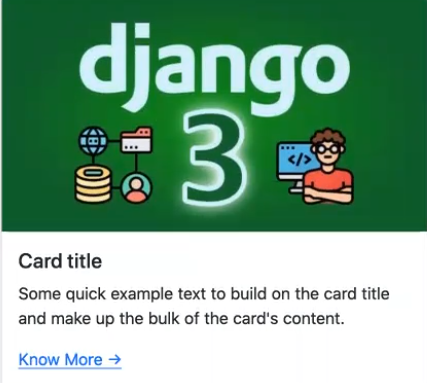 django
3
</>
Card title
Some quick example text to build on the card title
and make up the bulk of the card's content.
Know More →